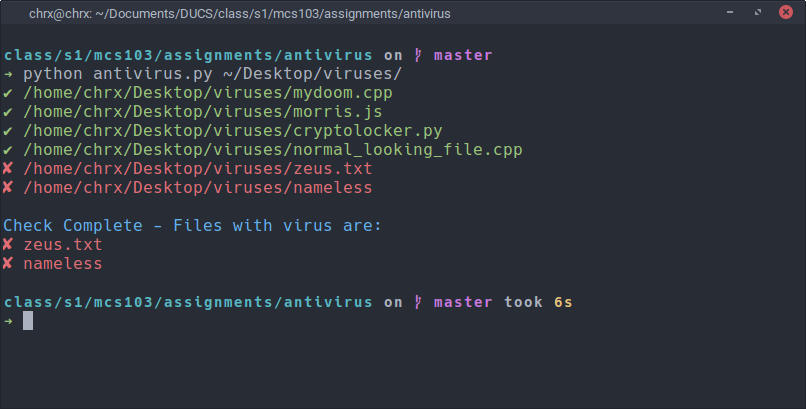 chrx@chrx: ~/Documents/DUCS/class/s1/mcs103/assignments/antivirus
class/s1/mcs103/assignments/antivirus on ᚠ master
➜ python antivirus.py ~/Desktop/viruses/
✔ /home/chrx/Desktop/viruses/mydoom.cpp
✔ /home/chrx/Desktop/viruses/morris.js
✔ /home/chrx/Desktop/viruses/cryptolocker.py
✔ /home/chrx/Desktop/viruses/normal_looking_file.cpp
✘ /home/chrx/Desktop/viruses/zeus.txt
✘ /home/chrx/Desktop/viruses/nameless
Check Complete - Files with virus are:
✘ zeus.txt
✘ nameless
class/s1/mcs103/assignments/antivirus on ᚠ master took 6s
➜